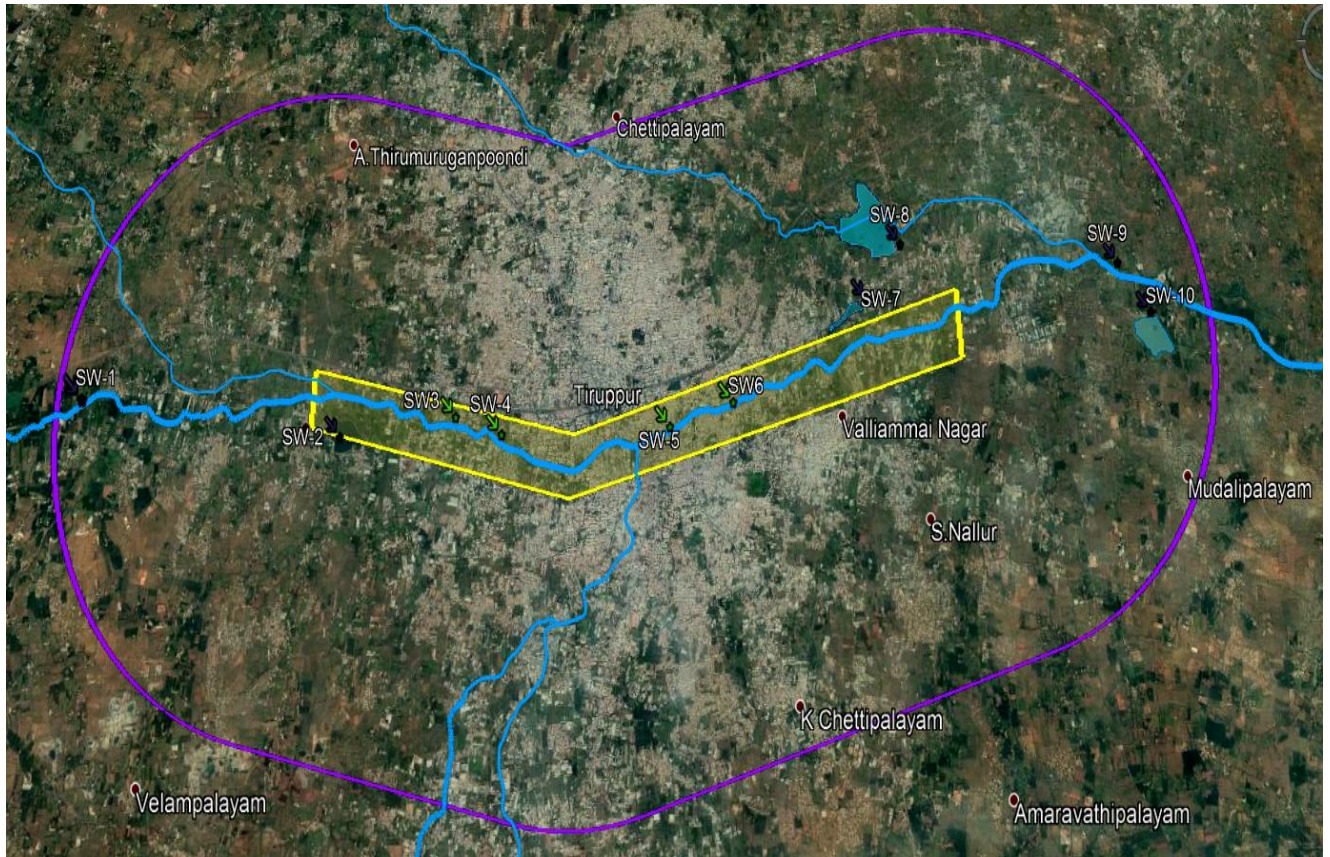 Chettipalayam
A.Thirumuruganpoondi
SW-8
SW-9
SW-7
SW-10
SW-1
SW3
SW-4
Tiruppur
SW6
SW-2
SW-5
Valliammai Nagar
Mudalipalayam
S.Nallur
K Chettipalayam
Velampalayam
Amaravathipalayam